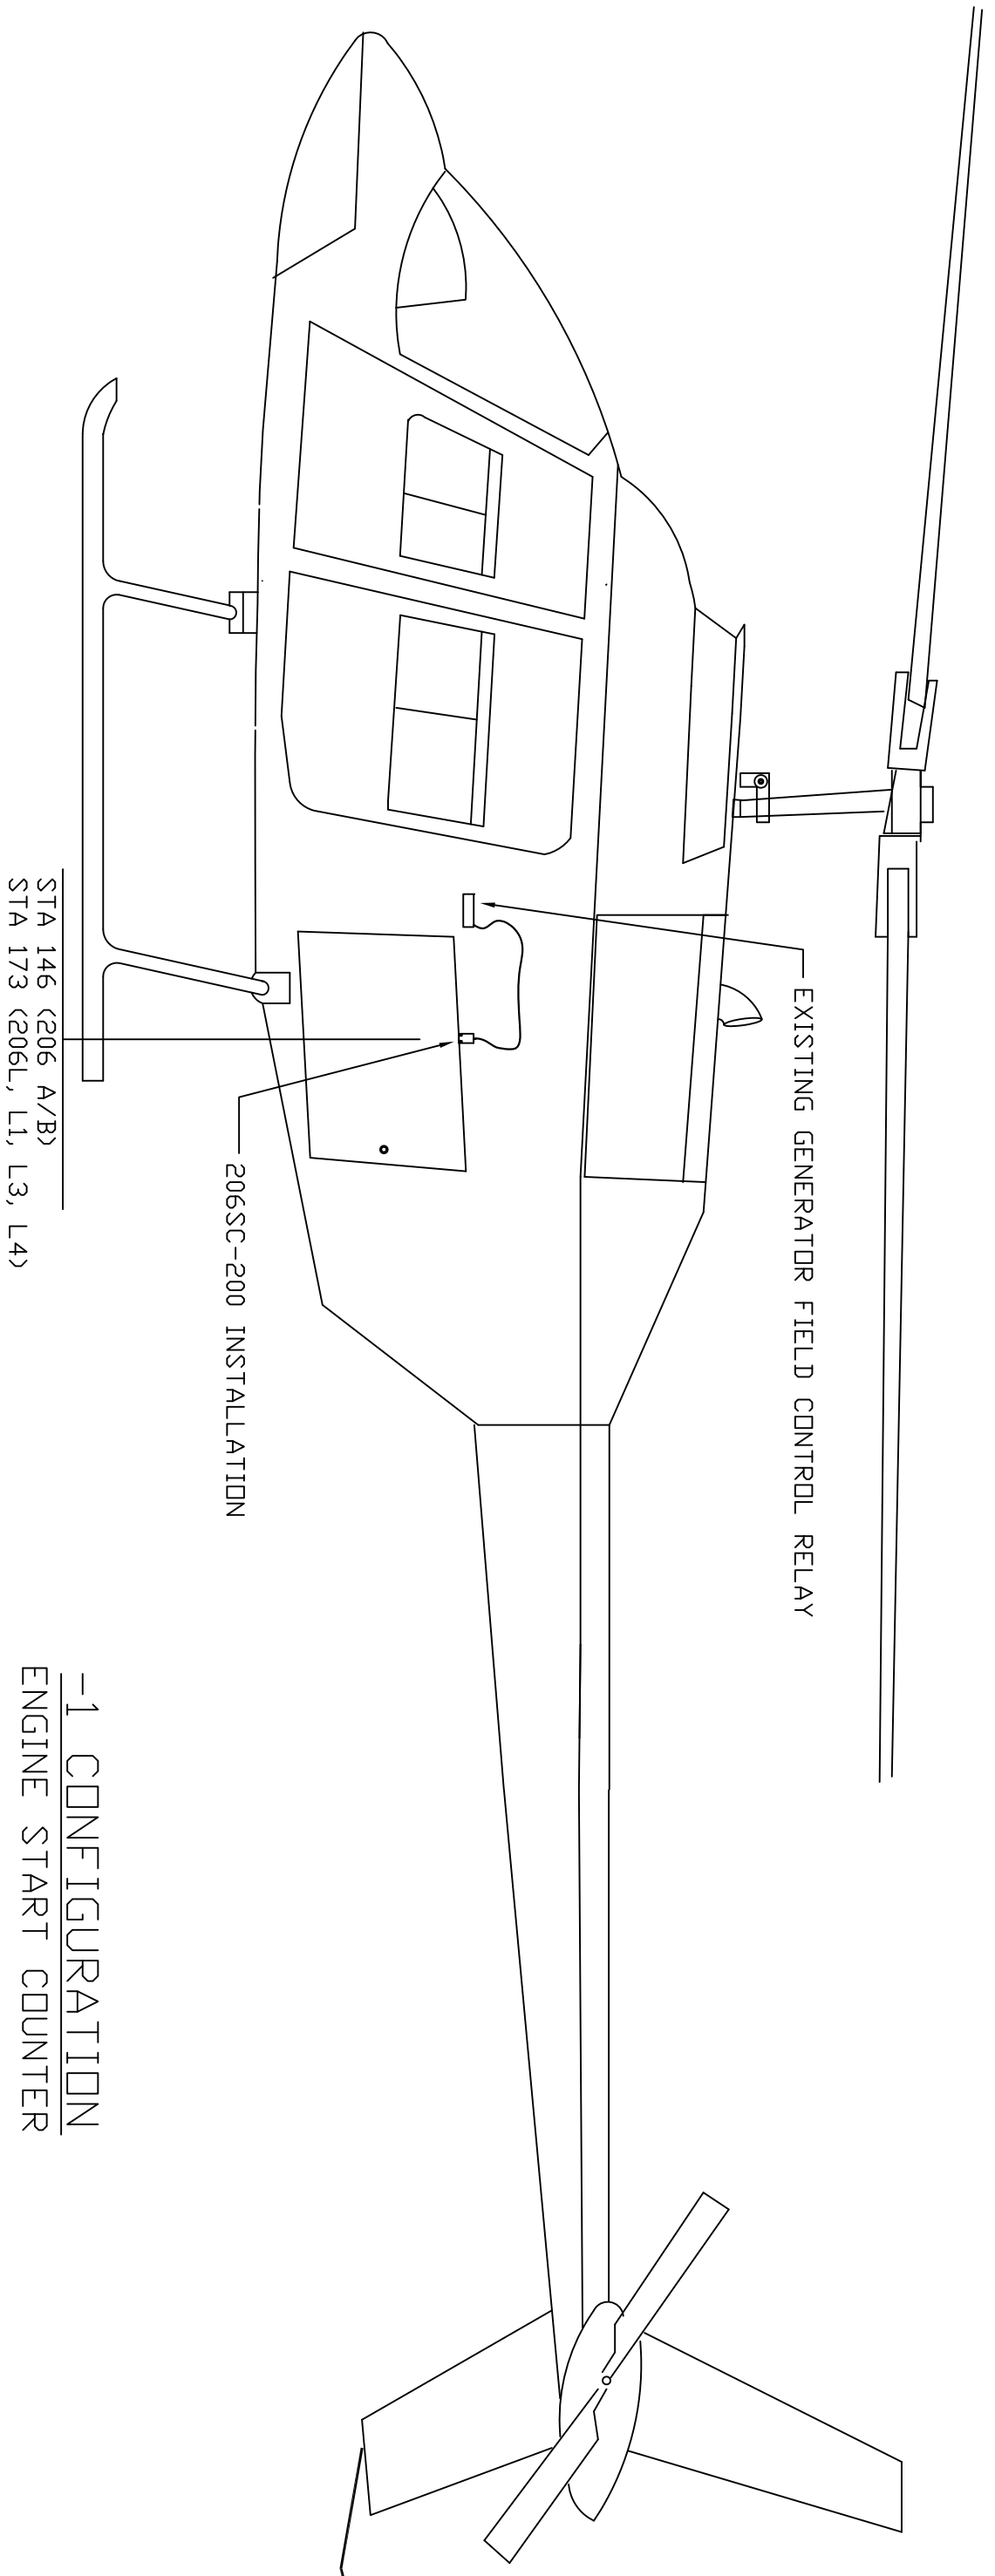 EXISTING GENERATOR FIELD CONTROL RELAY
206SC-200 INSTALLATION
STA 146 (206 A/B)
STA 173 (206L, L1, L3, L4)
-1 CONFIGURATION
ENGINE START COUNTER